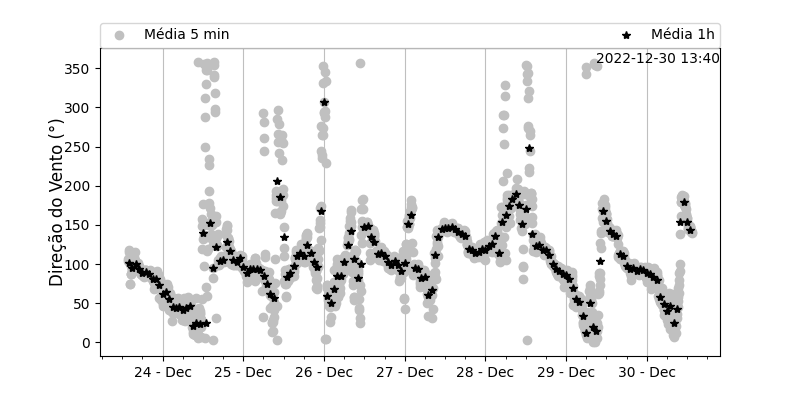 Média 5 min
Média 1h
2022-12-30 13:40
Direção do Vento (°)
350
300
250
200
150
100
50
0
24 - Dec
25 - Dec
26 - Dec
27 - Dec
28 - Dec
29 - Dec
30 - Dec